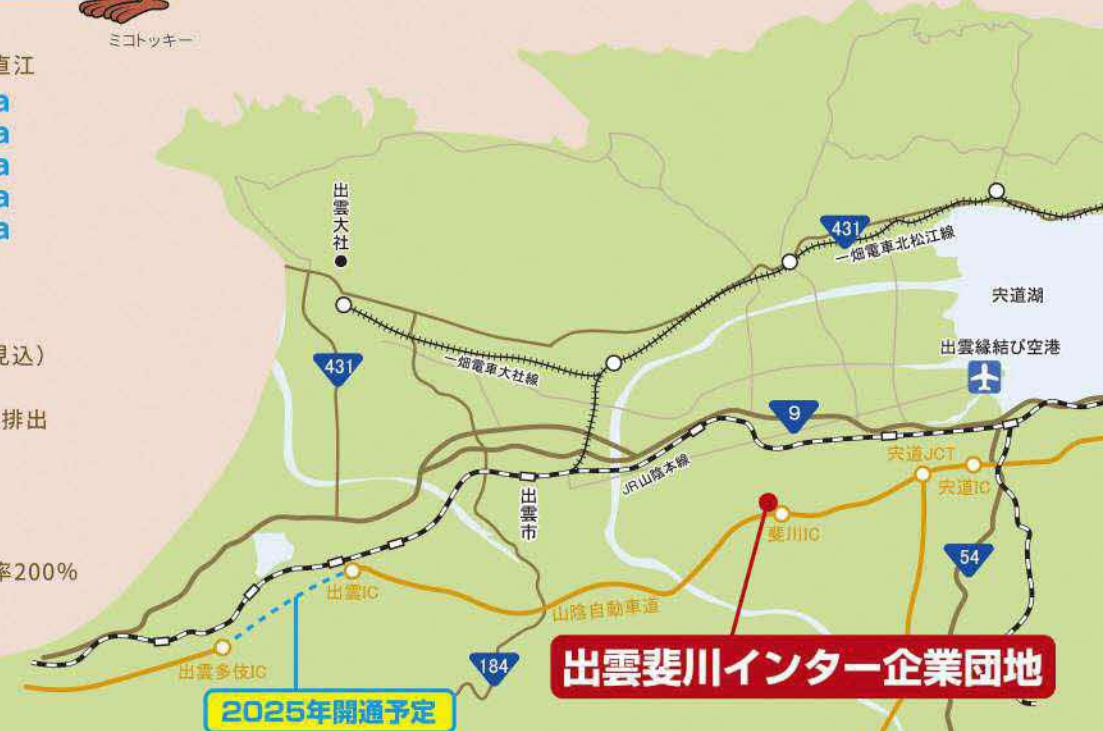 ミコトッキー
直江
a
a
a
a
a
見込）
排出
率200%
出雲大社
431
一畑電車北松江線
宍道湖
出雲縁結び空港
431
一畑電車大社線
9
宍道JCT
宍道IC
JR山陰本線
出雲市
斐川IC
54
出雲IC
山陰自動車道
出雲多伎IC
184
出雲斐川インター企業団地
2025年開通予定